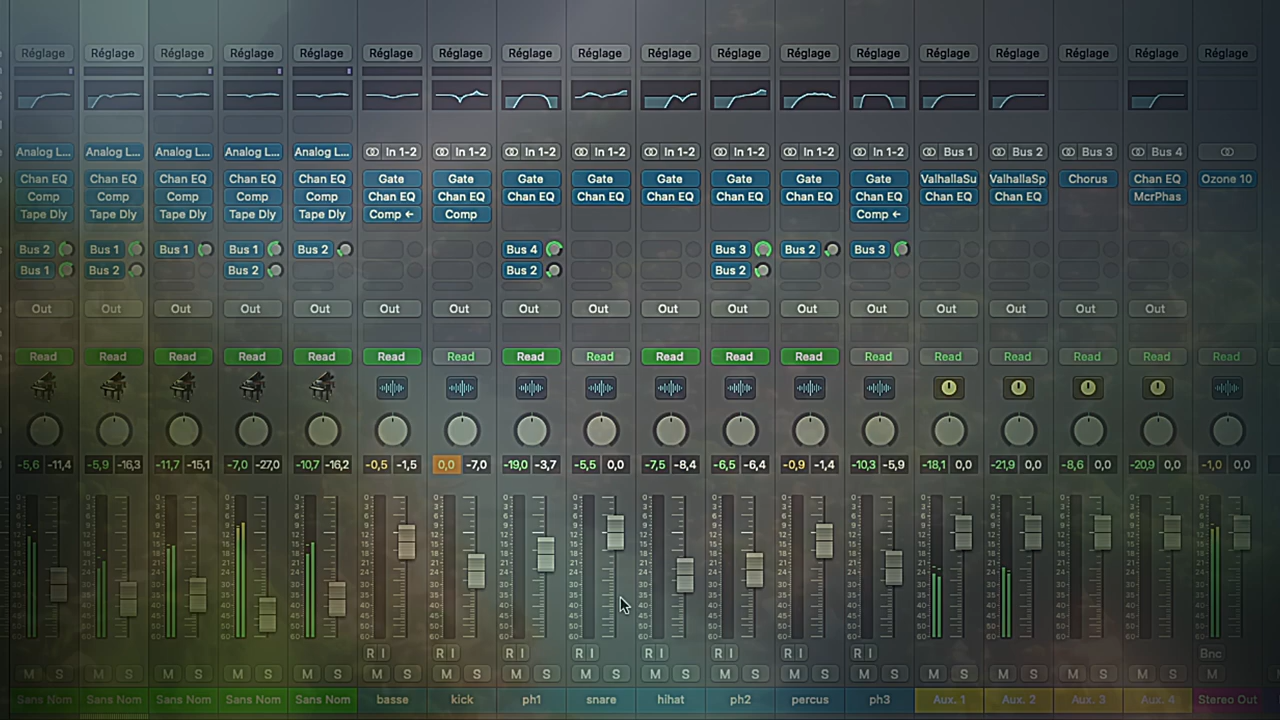 Réglage Réglage Réglage Réglage Réglage Réglage Réglage Réglage Réglage Réglage Réglage Réglage Réglage Réglage Réglage Réglage Réglage Réglage
Analog L... Analog L... Analog L... Analog L... Analog L... In 1-2 In 1-2 In 1-2 In 1-2 In 1-2 In 1-2 In 1-2 In 1-2 Bus 1 Bus 2 Bus 3 Bus 4
Chan EQ Chan EQ Chan EQ Chan EQ Chan EQ Gate Gate Gate Gate Gate Gate Gate Gate ValhallaSu ValhallaSp Chorus Chan EQ Ozone 10
Comp Comp Comp Comp Comp Chan EQ Chan EQ Chan EQ Chan EQ Chan EQ Chan EQ Chan EQ Chan EQ Chan EQ Chan EQ McrPhas
Tape Dly Tape Dly Tape Dly Tape Dly Tape Dly Comp ← Comp Comp ←
Bus 2 Bus 1 Bus 1 Bus 1 Bus 2 Bus 4 Bus 3 Bus 2 Bus 3
Bus 1 Bus 2 Bus 2 Bus 2 Bus 2
Out Out Out Out Out Out Out Out Out Out Out Out Out Out Out Out Out
Read Read Read Read Read Read Read Read Read Read Read Read Read Read Read Read Read Read
-5,6 -11,4 -5,9 -16,3 -11,7 -15,1 -7,0 -27,0 -10,7 -16,2 -0,5 -1,5 0,0 -7,0 -19,0 -3,7 -5,5 0,0 -7,5 -8,4 -6,5 -6,4 -0,9 -1,4 -10,3 -5,9 -18,1 0,0 -21,9 0,0 -8,6 0,0 -20,9 0,0 -1,0 0,0
R I R I R I R I R I R I R I R I Bnc
M S M S M S M S M S M S M S M S M S M S M S M S M S M S M S M S M S M
Sans Nom Sans Nom Sans Nom Sans Nom Sans Nom basse kick ph1 snare hihat ph2 percus ph3 Aux. 1 Aux. 2 Aux. 3 Aux. 4 Stereo Out